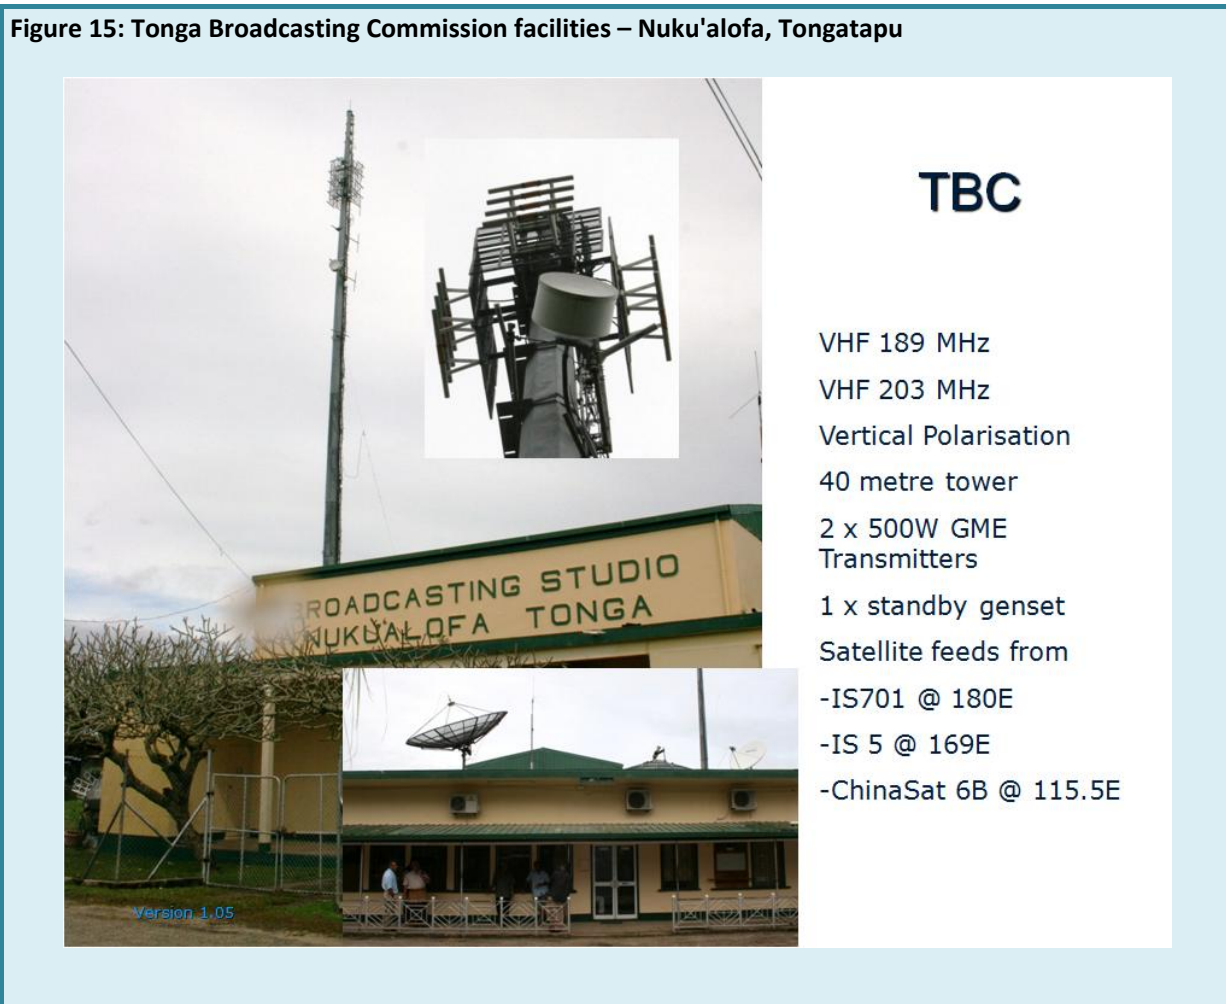 Figure 15: Tonga Broadcasting Commission facilities – Nuku'alofa, Tongatapu
TBC
VHF 189 MHz
VHF 203 MHz
Vertical Polarisation
40 metre tower
2 x 500W GME
Transmitters
1 x standby genset
Satellite feeds from
-IS701 @ 180E
-IS 5 @ 169E
-ChinaSat 6B @ 115.5E
ROADCASTING STUDIO
NUKUALOFA TONGA
Version 1.05